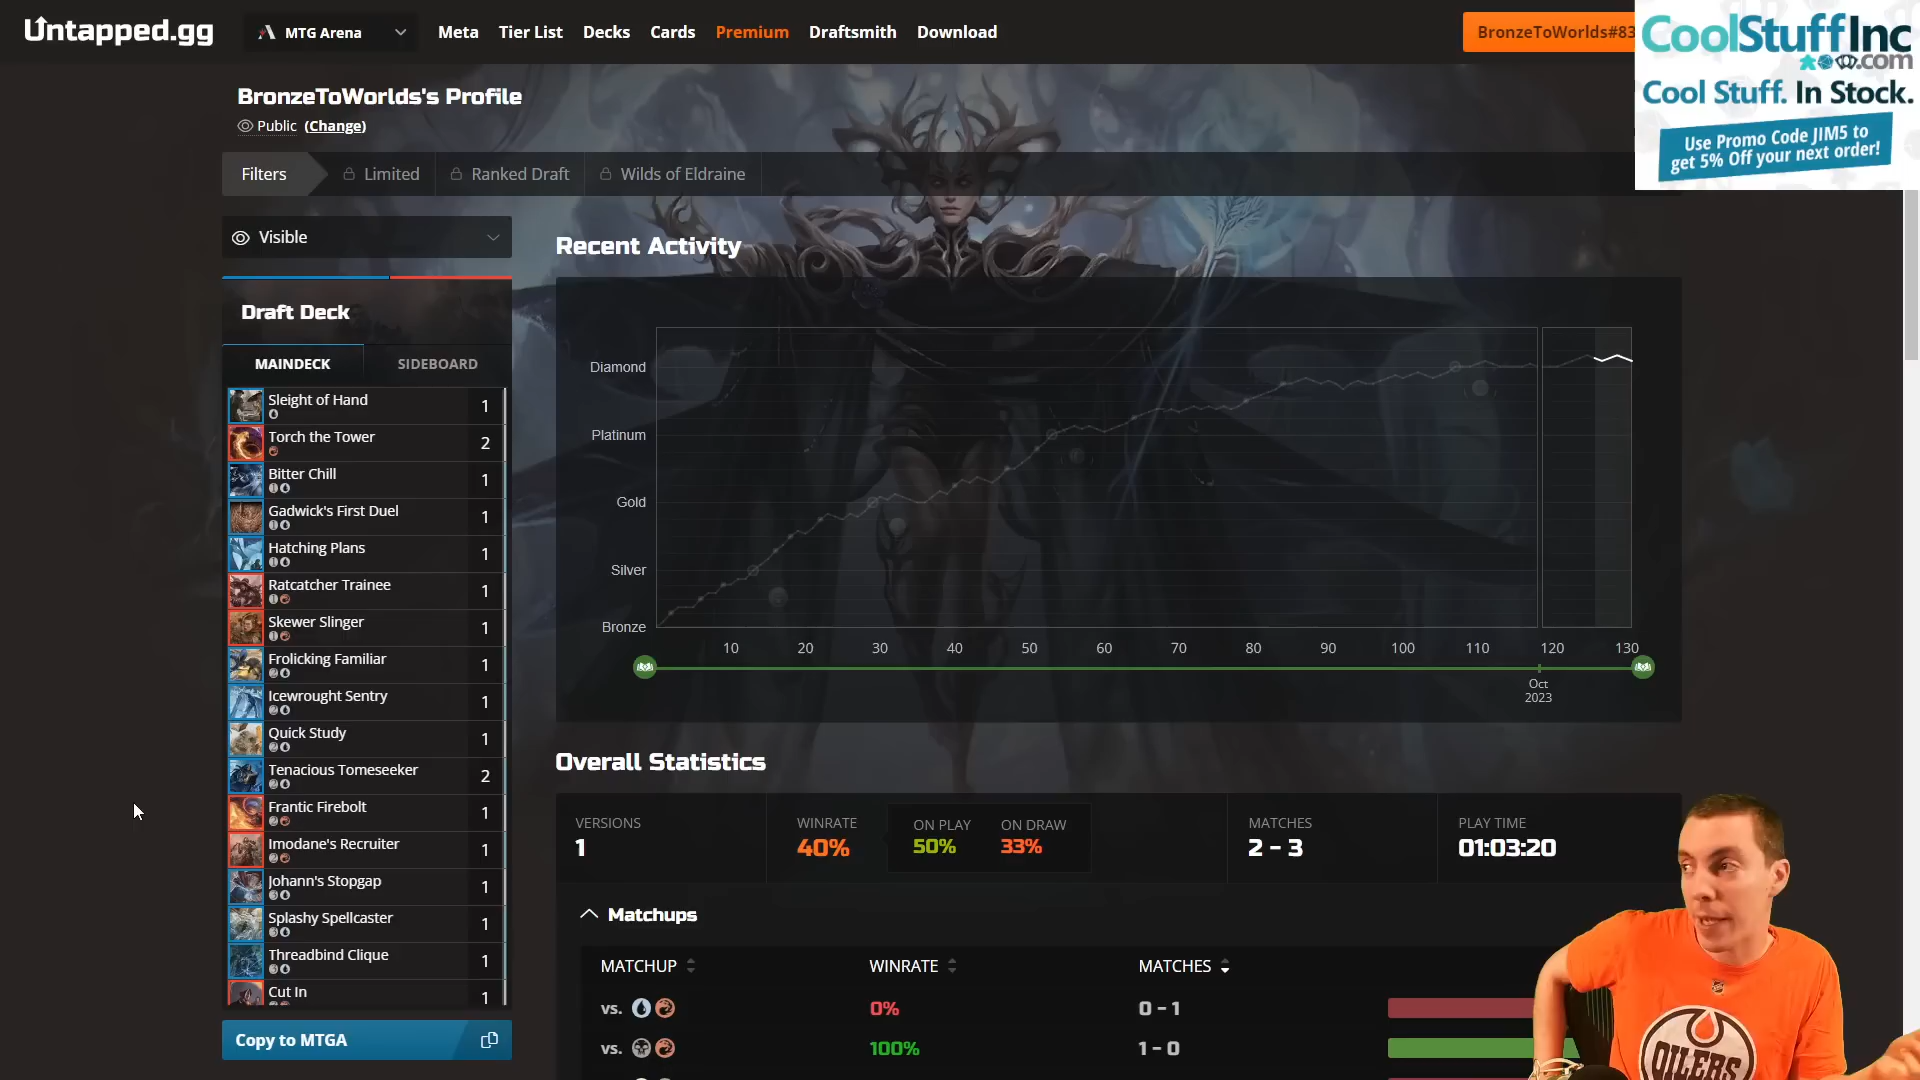 Untapped.gg
MTG Arena
Meta
Tier List
Decks
Cards
Premium
Draftsmith
Download
BronzeToWorlds#83
CoolStuffInc
.com
Cool Stuff. In Stock.
Use Promo Code JIM5 to
get 5% Off your next order!
BronzeToWorlds's Profile
Public (Change)
Filters
Limited
Ranked Draft
Wilds of Eldraine
Visible
Draft Deck
MAINDECK
SIDEBOARD
Sleight of Hand 1
Torch the Tower 2
Bitter Chill 1
Gadwick's First Duel 1
Hatching Plans 1
Ratcatcher Trainee 1
Skewer Slinger 1
Frolicking Familiar 1
Icewrought Sentry 1
Quick Study 1
Tenacious Tomeseeker 2
Frantic Firebolt 1
Imodane's Recruiter 1
Johann's Stopgap 1
Splashy Spellcaster 1
Threadbind Clique 1
Cut In 1
Copy to MTGA
Recent Activity
Diamond
Platinum
Gold
Silver
Bronze
10 20 30 40 50 60 70 80 90 100 110 120 130
Oct
2023
Overall Statistics
VERSIONS
1
WINRATE
40%
ON PLAY
50%
ON DRAW
33%
MATCHES
2 - 3
PLAY TIME
01:03:20
Matchups
MATCHUP WINRATE MATCHES
vs. 0% 0 - 1
vs. 100% 1 - 0
OILERS